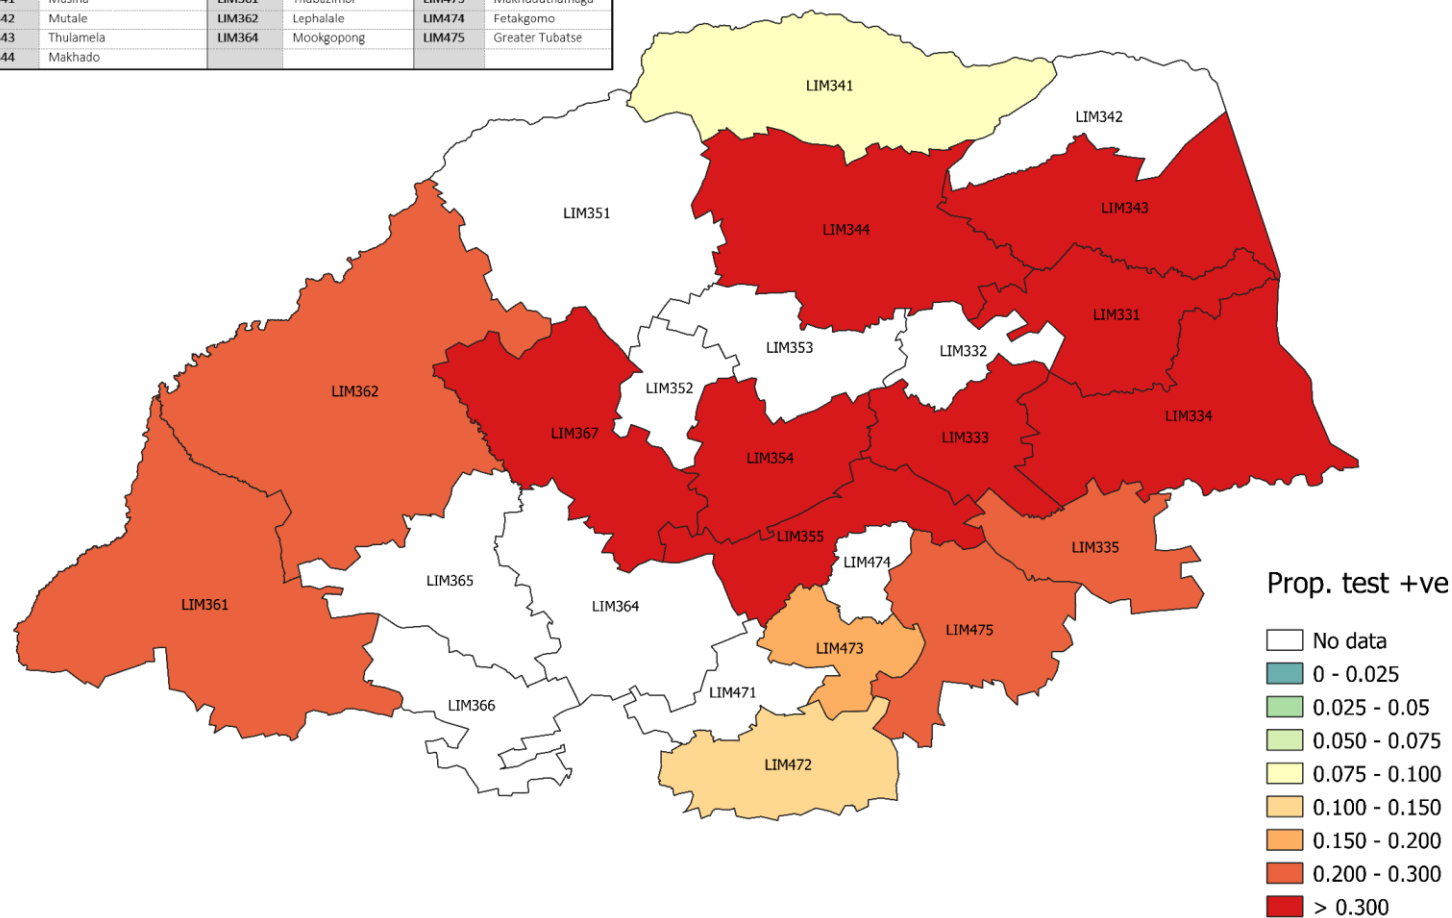 42 Mutale LIM362 Lephalale LIM474 Fetakgomo
43 Thulamela LIM364 Mookgopong LIM475 Greater Tubatse
44 Makhado
LIM341
LIM342
LIM351
LIM343
LIM344
LIM331
LIM353
LIM332
LIM352
LIM362
LIM334
LIM367
LIM333
LIM354
LIM355
LIM335
LIM474
LIM365
LIM361
LIM364
LIM475
LIM473
LIM471
LIM366
LIM472
Prop. test +ve
No data
0 - 0.025
0.025 - 0.05
0.050 - 0.075
0.075 - 0.100
0.100 - 0.150
0.150 - 0.200
0.200 - 0.300
> 0.300